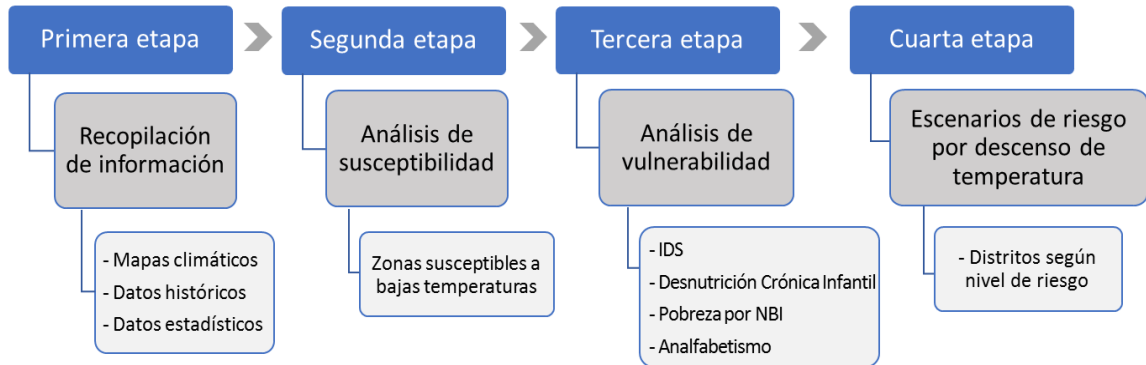 Primera etapa
Segunda etapa
Tercera etapa
Cuarta etapa
Recopilación
de información
Análisis de
susceptibilidad
Análisis de
vulnerabilidad
Escenarios de riesgo
por descenso de
temperatura
- Mapas climáticos
- Datos históricos
- Datos estadísticos
Zonas susceptibles a
bajas temperaturas
- IDS
- Desnutrición Crónica Infantil
- Pobreza por NBI
- Analfabetismo
- Distritos según
nivel de riesgo